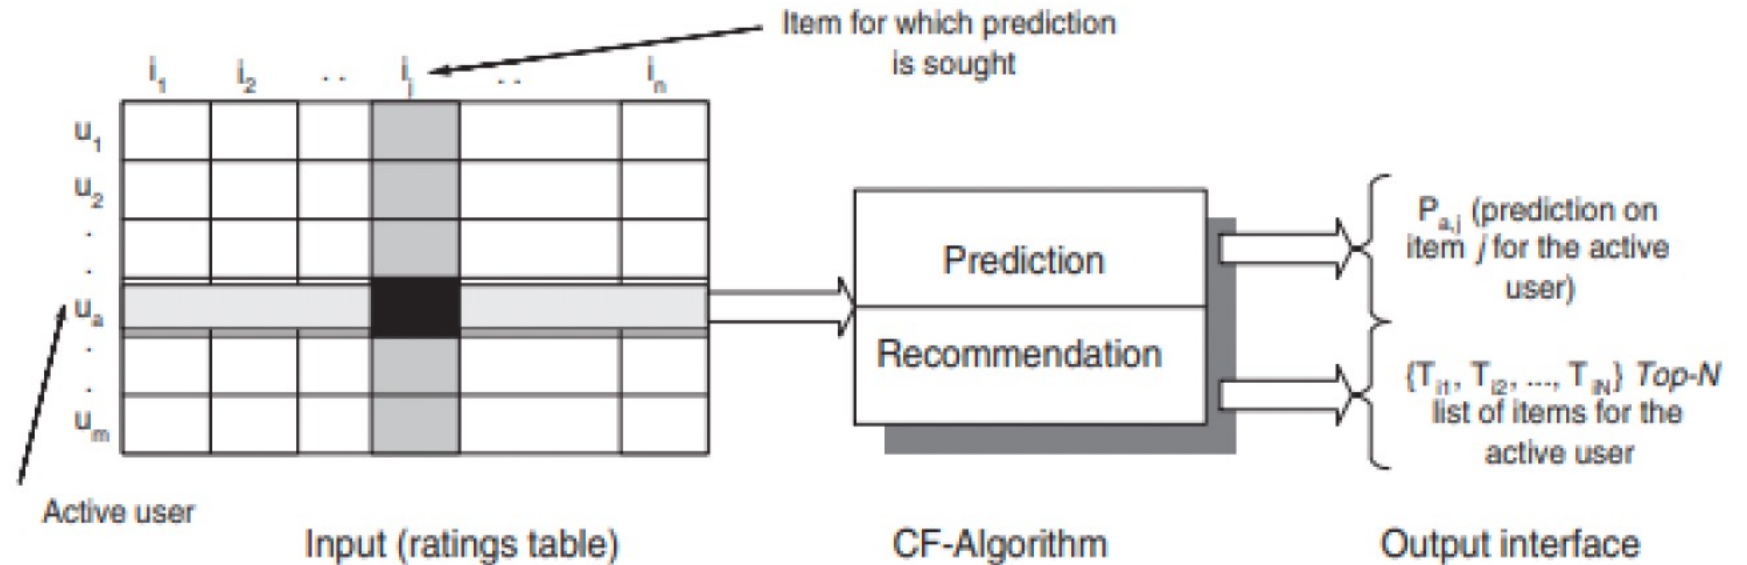 Item for which prediction
is sought
i₁ i₂ . . iⱼ . . iₙ
u₁
u₂
.
.
uₐ
.
.
uₘ
Active user
Input (ratings table)
Prediction
Recommendation
CF-Algorithm
Pₐ,ⱼ (prediction on
item j for the active
user)
{Tᵢ₁, Tᵢ₂, ..., Tᵢₙ} Top-N
list of items for the
active user
Output interface